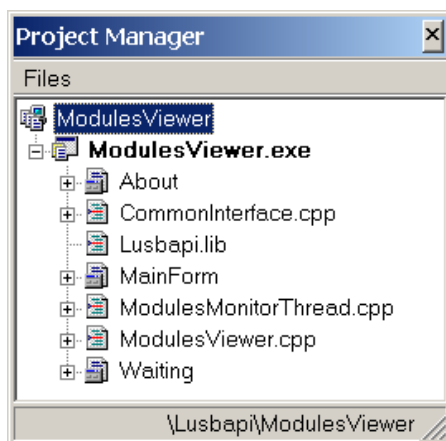 Project Manager
Files
ModulesViewer
ModulesViewer.exe
About
CommonInterface.cpp
Lusbapi.lib
MainForm
ModulesMonitorThread.cpp
ModulesViewer.cpp
Waiting
\Lusbapi\ModulesViewer